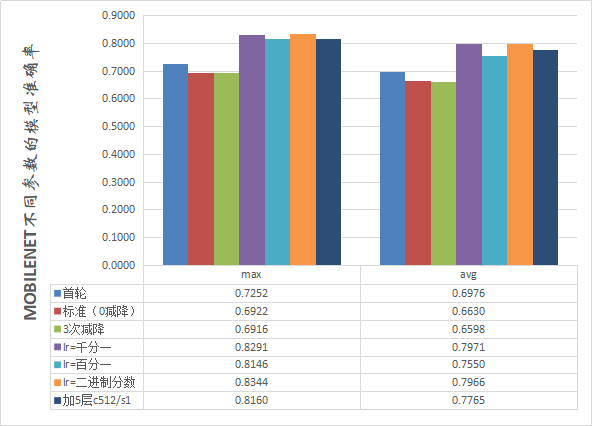 MOBILENET不同参数的模型准确率
0.9000
0.8000
0.7000
0.6000
0.5000
0.4000
0.3000
0.2000
0.1000
0.0000
max avg
首轮 0.7252 0.6976
标准（0减降） 0.6922 0.6630
3次减降 0.6916 0.6598
lr=千分一 0.8291 0.7971
lr=百分一 0.8146 0.7550
lr=二进制分数 0.8344 0.7966
加5层c512/s1 0.8160 0.7765